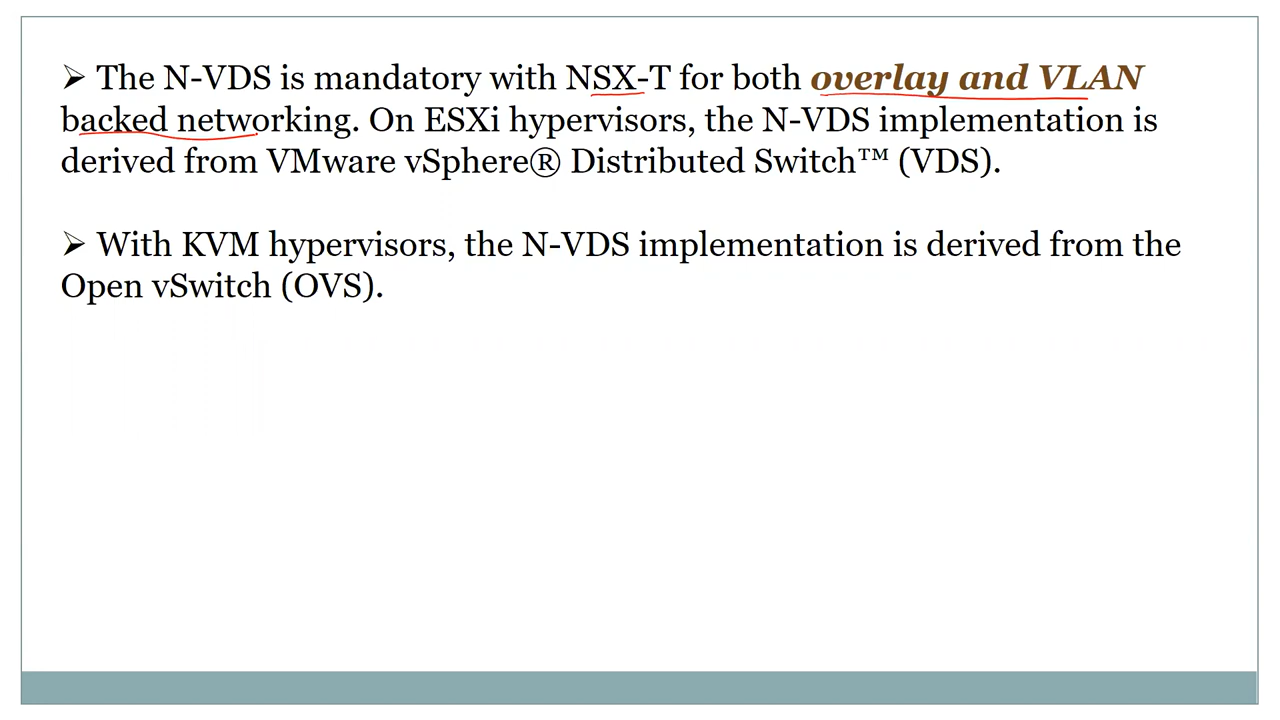 ➢ The N-VDS is mandatory with NSX-T for both overlay and VLAN
backed networking. On ESXi hypervisors, the N-VDS implementation is
derived from VMware vSphere® Distributed Switch™ (VDS).
➢ With KVM hypervisors, the N-VDS implementation is derived from the
Open vSwitch (OVS).